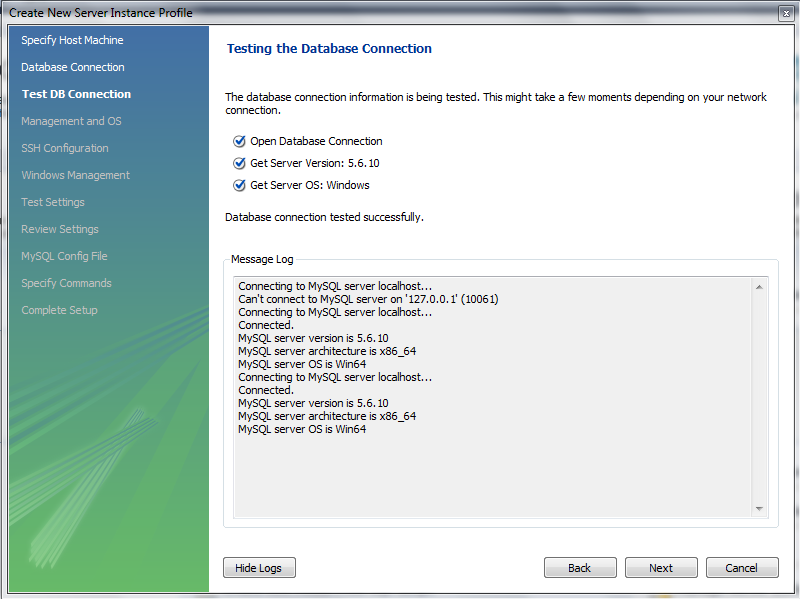 Create New Server Instance Profile
Specify Host Machine
Database Connection
Test DB Connection
Management and OS
SSH Configuration
Windows Management
Test Settings
Review Settings
MySQL Config File
Specify Commands
Complete Setup
Testing the Database Connection
The database connection information is being tested. This might take a few moments depending on your network
connection.
Open Database Connection
Get Server Version: 5.6.10
Get Server OS: Windows
Database connection tested successfully.
Message Log
Connecting to MySQL server localhost...
Can't connect to MySQL server on '127.0.0.1' (10061)
Connecting to MySQL server localhost...
Connected.
MySQL server version is 5.6.10
MySQL server architecture is x86_64
MySQL server OS is Win64
Connecting to MySQL server localhost...
Connected.
MySQL server version is 5.6.10
MySQL server architecture is x86_64
MySQL server OS is Win64
Hide Logs
Back
Next
Cancel